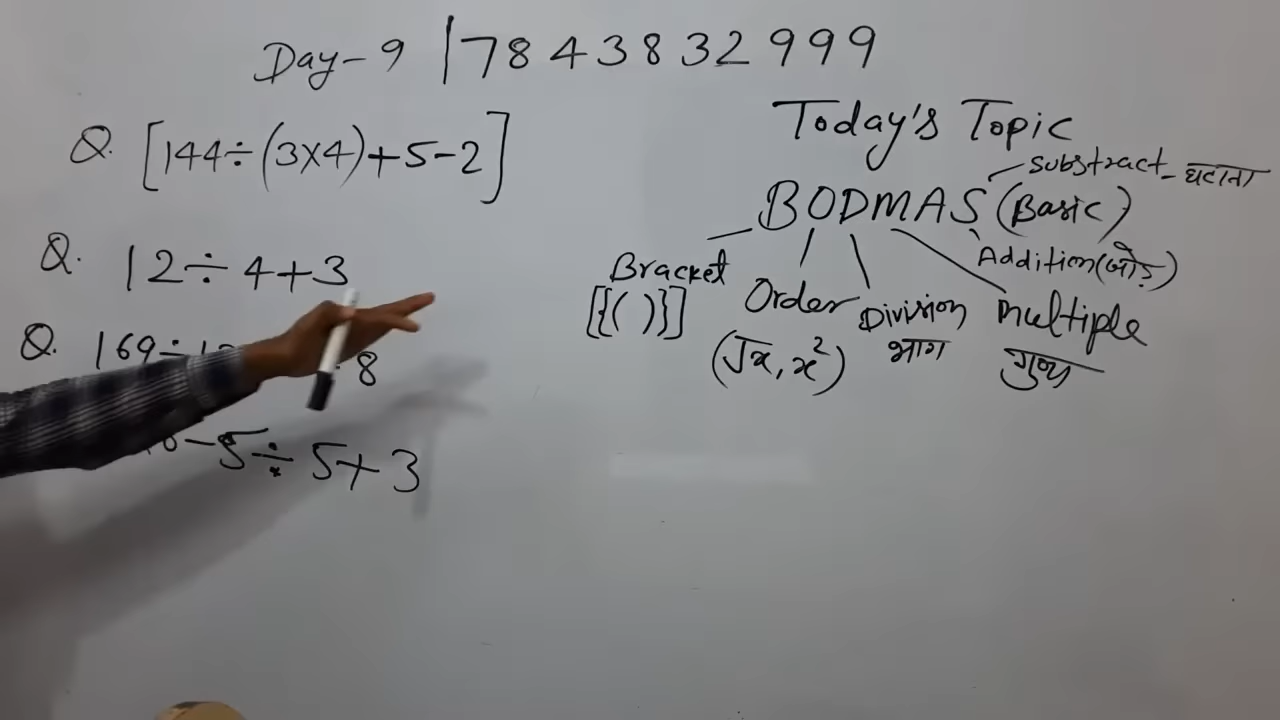 Day-9 | 7843832999
Q. [144÷(3×4)+5-2]
Q. 12÷4+3
Q. 169÷ 8
-5÷5+3
Today's Topic
substract- घटाना
BODMAS (Basic)
Addition(जोड़)
Bracket
[{( )}]
Order
(√x, x²)
Division
भाग
multiple
गुणा